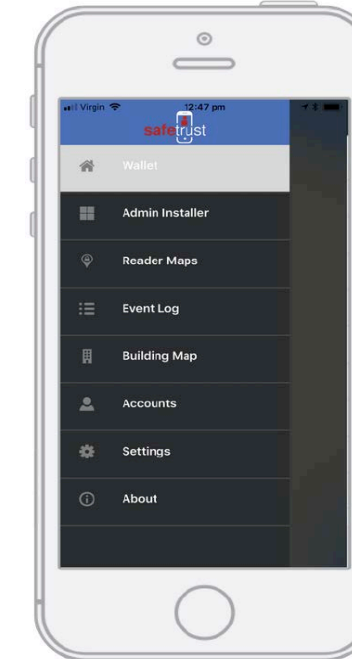 Virgin 12:47 pm
safetrust
Wallet
Admin Installer
Reader Maps
Event Log
Building Map
Accounts
Settings
About